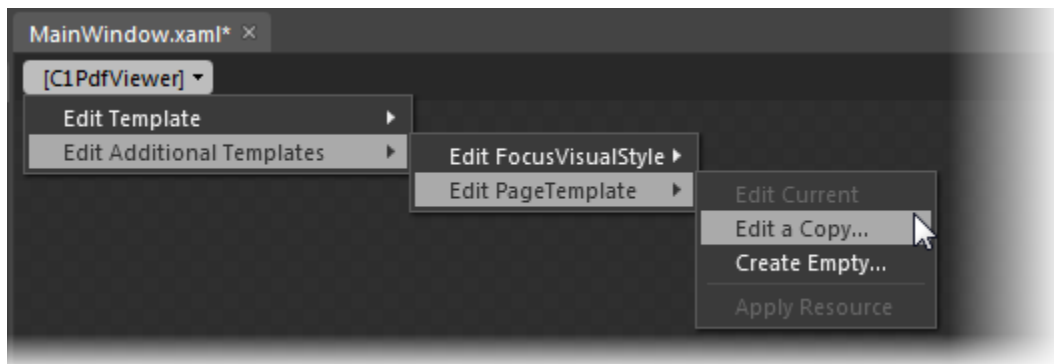 MainWindow.xaml* ×
[C1PdfViewer]
Edit Template
Edit Additional Templates
Edit FocusVisualStyle
Edit PageTemplate
Edit Current
Edit a Copy...
Create Empty...
Apply Resource